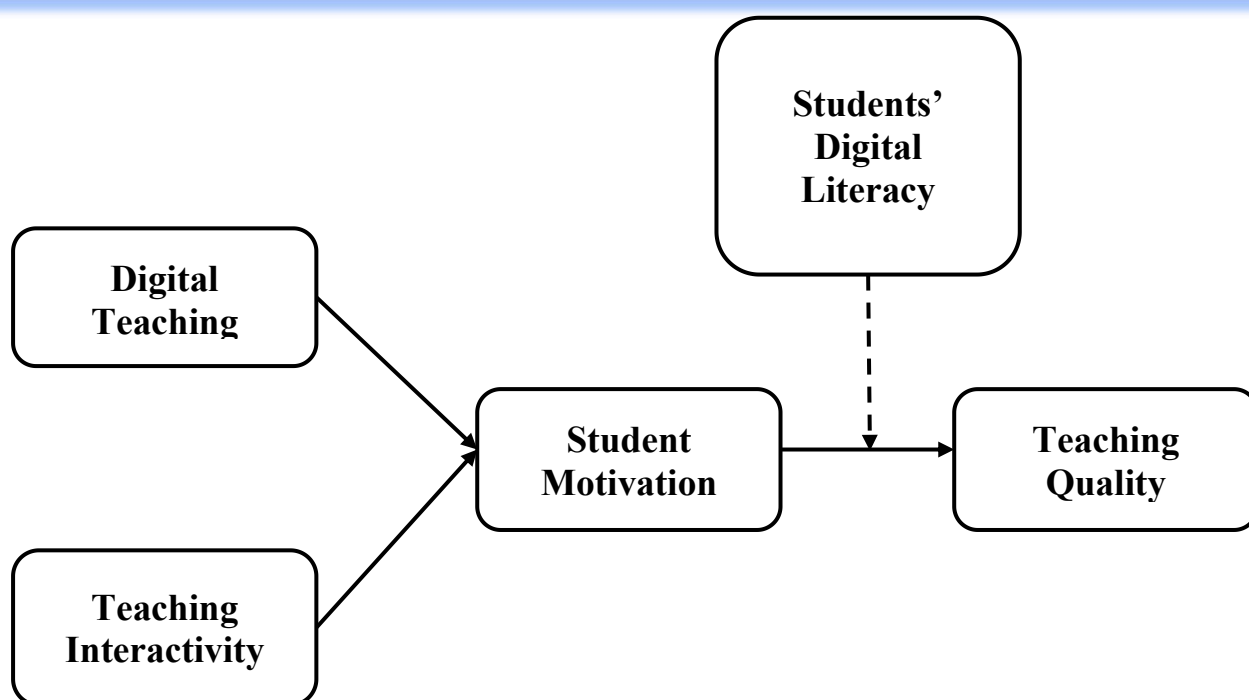 Students’
Digital
Literacy
Digital
Teaching
Student
Motivation
Teaching
Quality
Teaching
Interactivity